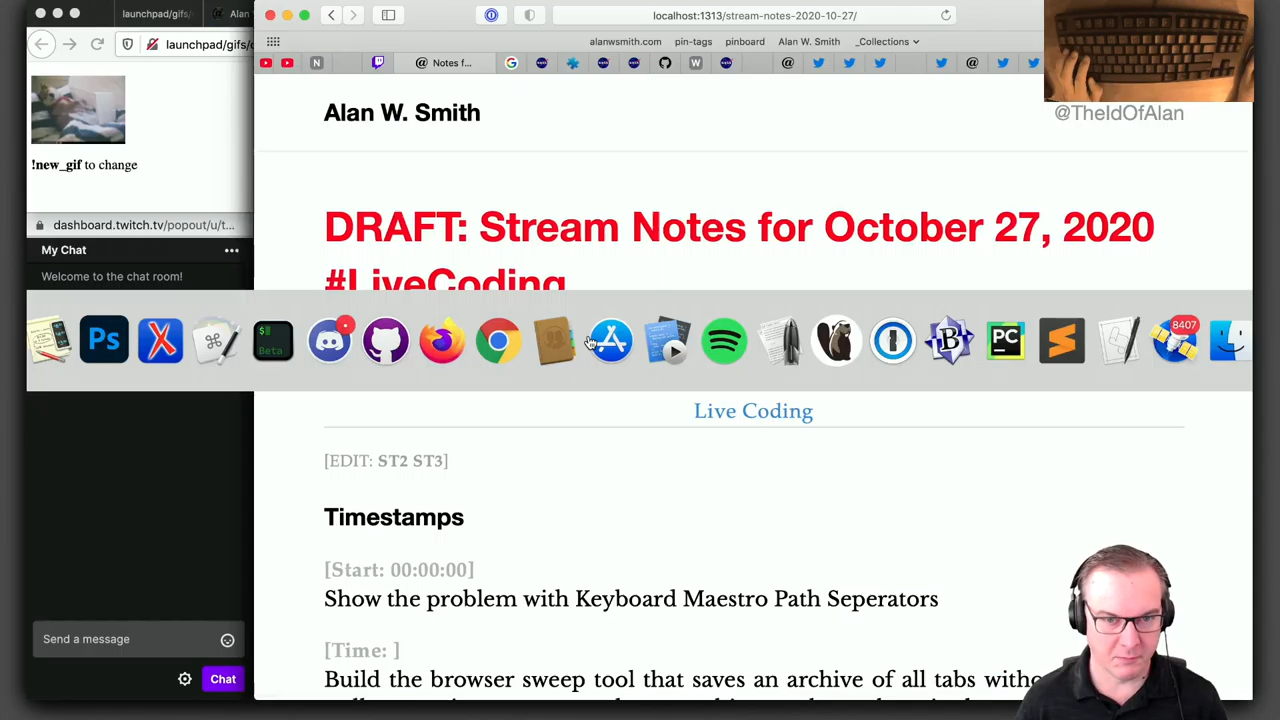 launchpad/gifs/
Alan
launchpad/gifs/
!new_gif to change
dashboard.twitch.tv/popout/u/t...
My Chat
Welcome to the chat room!
Send a message
Chat
localhost:1313/stream-notes-2020-10-27/
alanwsmith.com
pin-tags
pinboard
Alan W. Smith
_Collections
Notes f...
Alan W. Smith
@TheIdOfAlan
DRAFT: Stream Notes for October 27, 2020
#LiveCoding
Ps
$
Beta
PC
8407
Live Coding
[EDIT: ST2 ST3]
Timestamps
[Start: 00:00:00]
Show the problem with Keyboard Maestro Path Seperators
[Time: ]
Build the browser sweep tool that saves an archive of all tabs